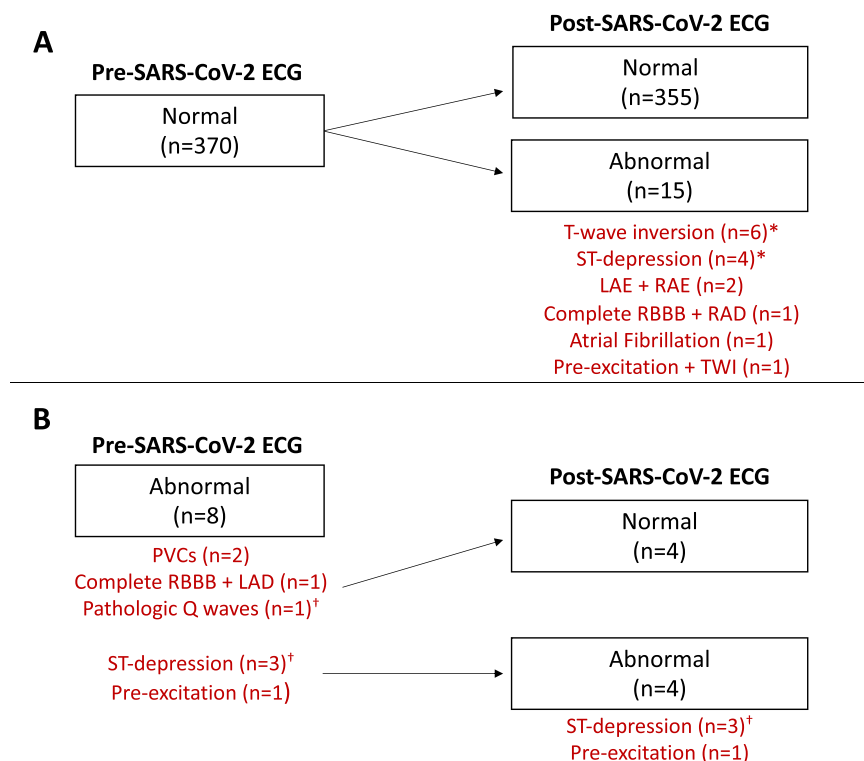 A
Pre-SARS-CoV-2 ECG
Normal
(n=370)
Post-SARS-CoV-2 ECG
Normal
(n=355)
Abnormal
(n=15)
T-wave inversion (n=6)*
ST-depression (n=4)*
LAE + RAE (n=2)
Complete RBBB + RAD (n=1)
Atrial Fibrillation (n=1)
Pre-excitation + TWI (n=1)
B
Pre-SARS-CoV-2 ECG
Abnormal
(n=8)
PVCs (n=2)
Complete RBBB + LAD (n=1)
Pathologic Q waves (n=1)†
ST-depression (n=3)†
Pre-excitation (n=1)
Post-SARS-CoV-2 ECG
Normal
(n=4)
Abnormal
(n=4)
ST-depression (n=3)†
Pre-excitation (n=1)